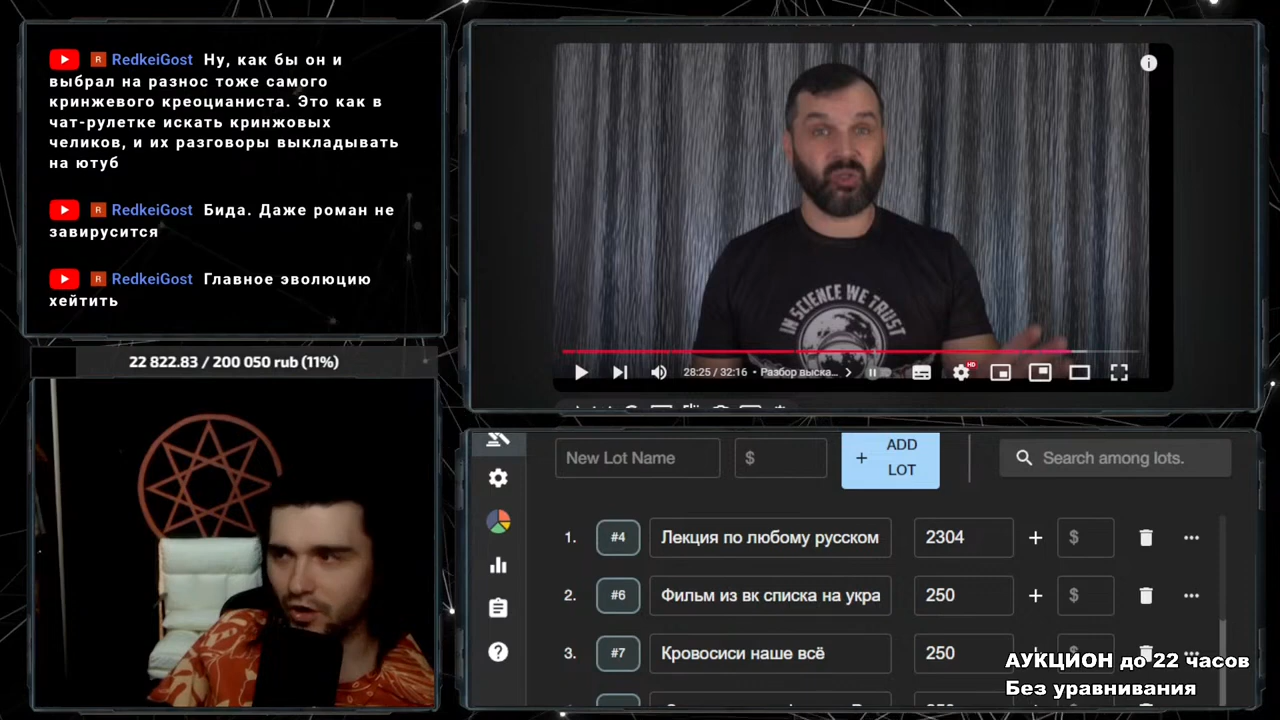 RedkeiGost Ну, как бы он и
выбрал на разнос тоже самого
кринжевого креоцианиста. Это как в
чат-рулетке искать кринжовых
челиков, и их разговоры выкладывать
на ютуб
RedkeiGost Бида. Даже роман не
завирусится
RedkeiGost Главное эволюцию
хейтить
22 822.83 / 200 050 rub (11%)
IN SCIENCE WE TRUST
28:25 / 32:16 • Разбор выска...
HD
New Lot Name
$
+ ADD
LOT
Search among lots.
1. #4 Лекция по любому русском 2304 + $
2. #6 Фильм из вк списка на укра 250 + $
3. #7 Кровосиси наше всё 250
АУКЦИОН до 22 часов
Без уравнивания